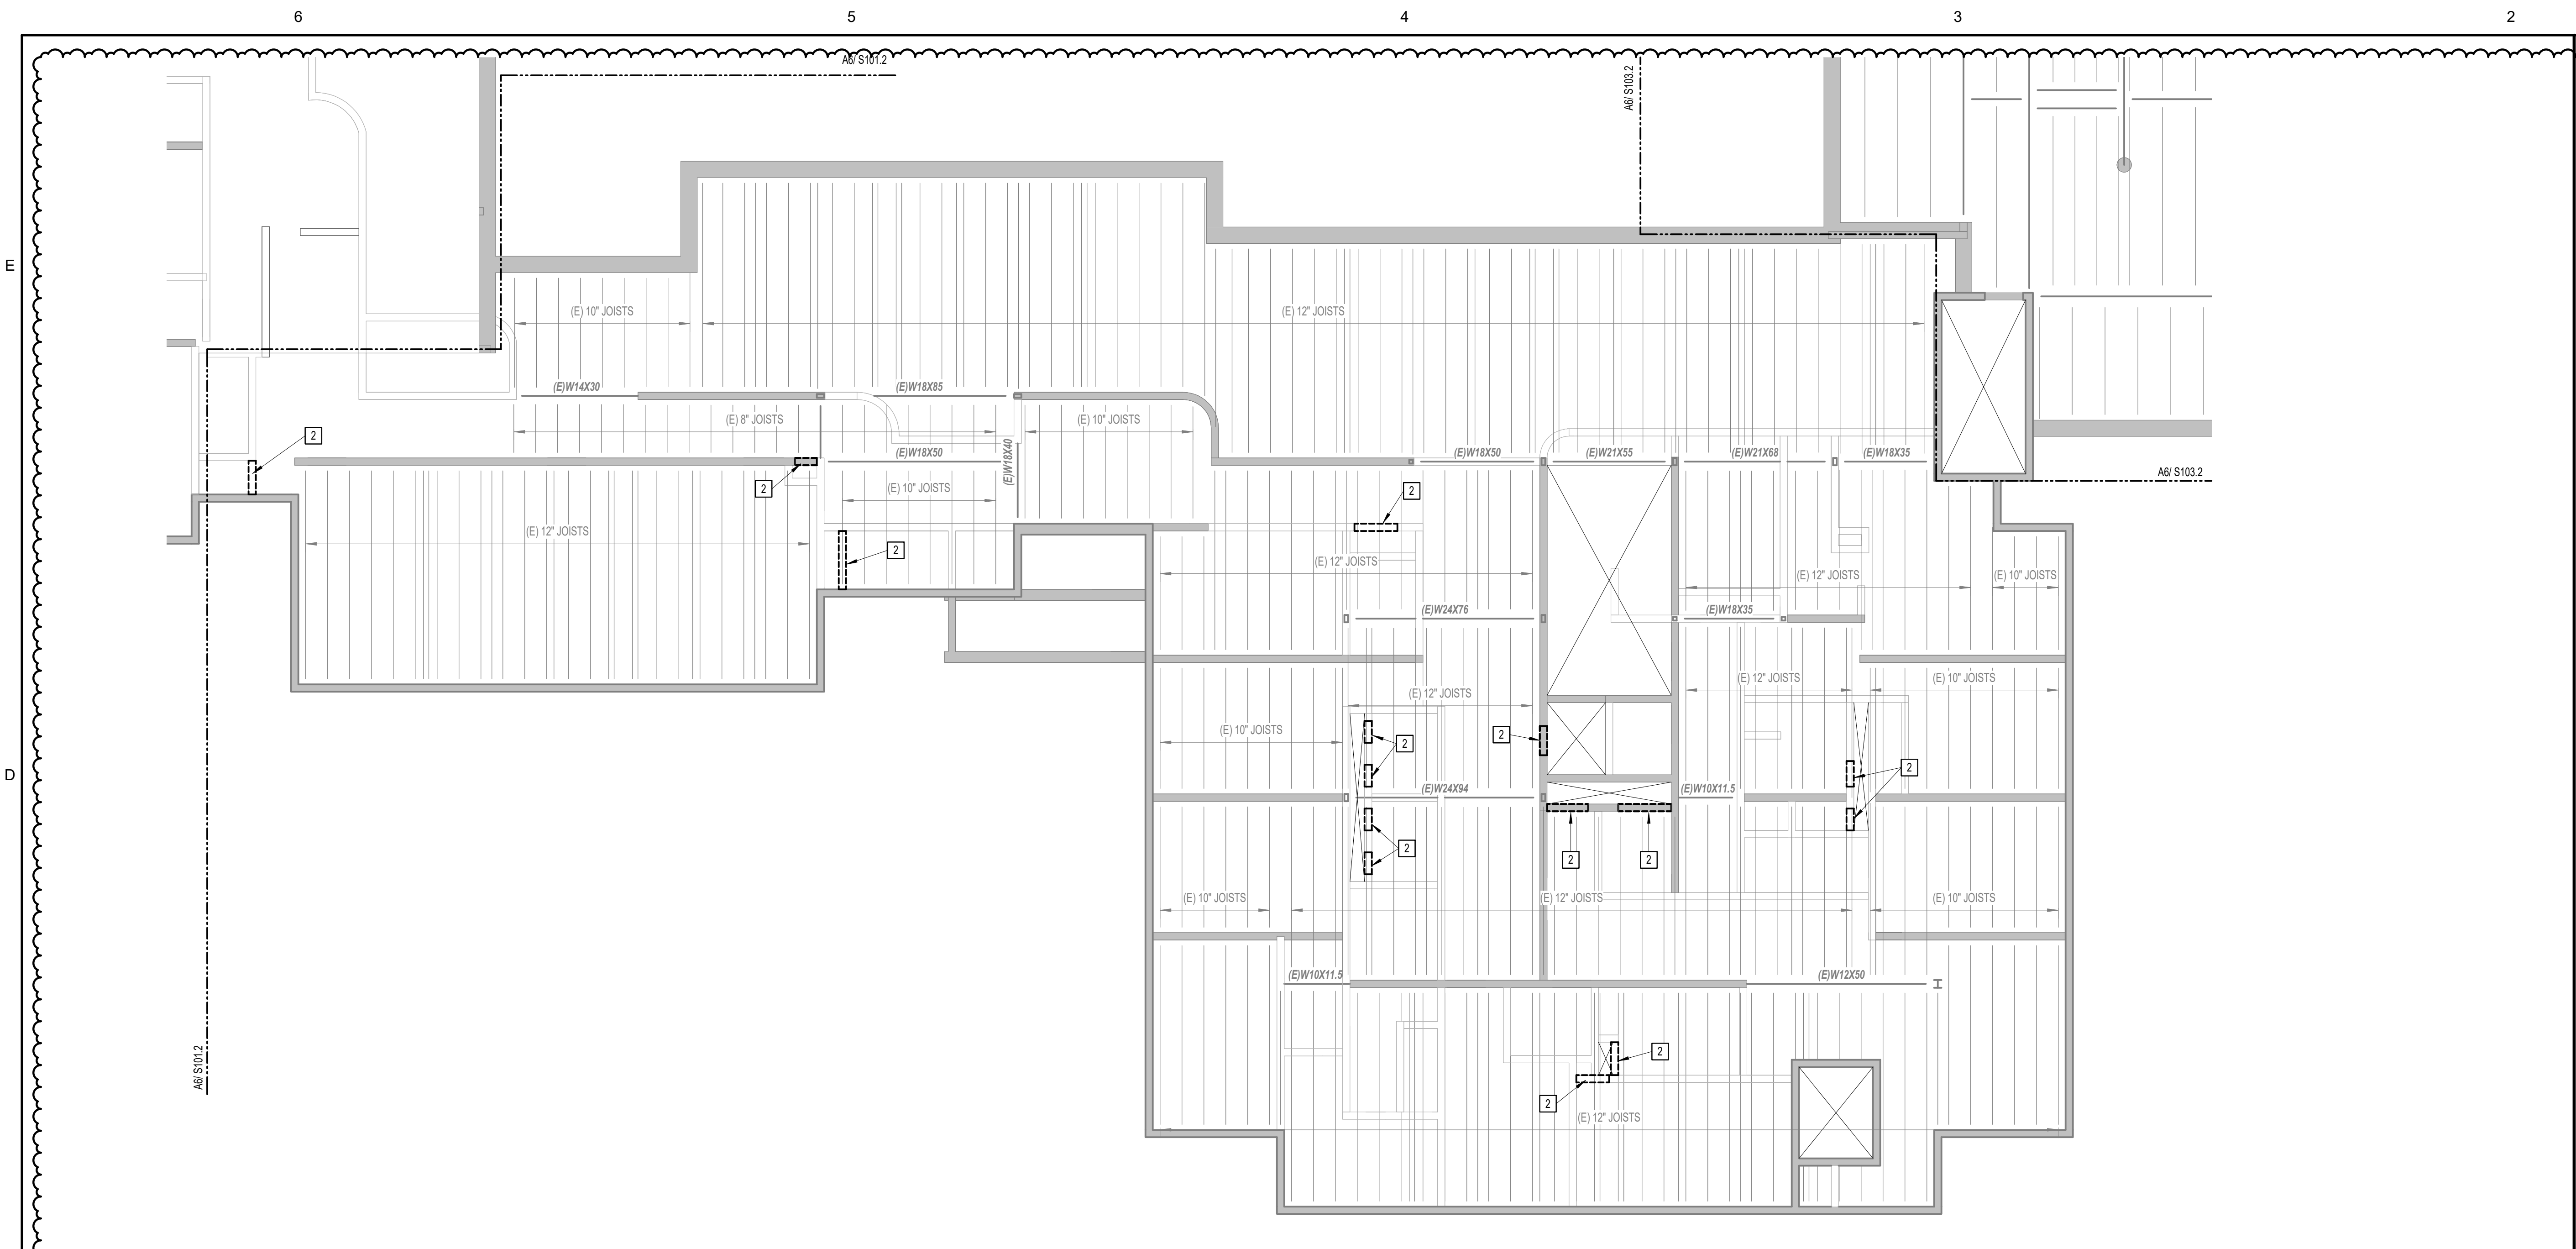 6 5 4 3 2
A6/ S101.2
A6/ S103.2
E
(E) 10" JOISTS
(E) 12" JOISTS
(E)W14X30
(E)W18X85
(E) 8" JOISTS
(E) 10" JOISTS
2
(E)W18X50
(E)W18X40
(E)W18X50
(E)W21X55
(E)W21X68
(E)W18X35
A6/ S103.2
2
(E) 10" JOISTS
2
(E) 12" JOISTS
2
(E) 12" JOISTS
(E) 12" JOISTS
(E) 10" JOISTS
(E)W24X76
(E)W18X35
(E) 12" JOISTS
(E) 12" JOISTS
(E) 10" JOISTS
(E) 10" JOISTS
2
2
2
D
(E)W24X94
(E)W10X11.5
2
2
2
(E) 10" JOISTS
(E) 12" JOISTS
(E) 10" JOISTS
(E)W10X11.5
(E)W12X50
A6/ S101.2
2
2
(E) 12" JOISTS